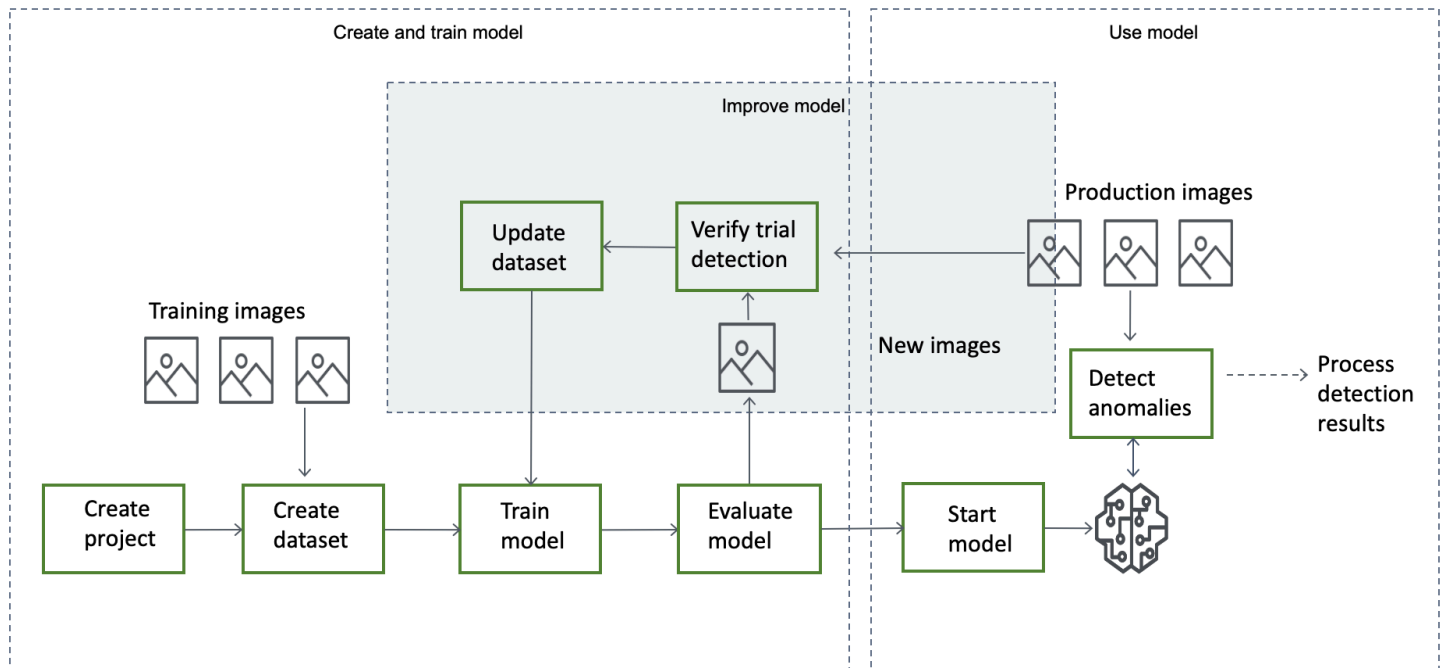 Create and train model
Use model
Improve model
Production images
Update
dataset
Verify trial
detection
Training images
New images
Detect
anomalies
Process
detection
results
Create
project
Create
dataset
Train
model
Evaluate
model
Start
model